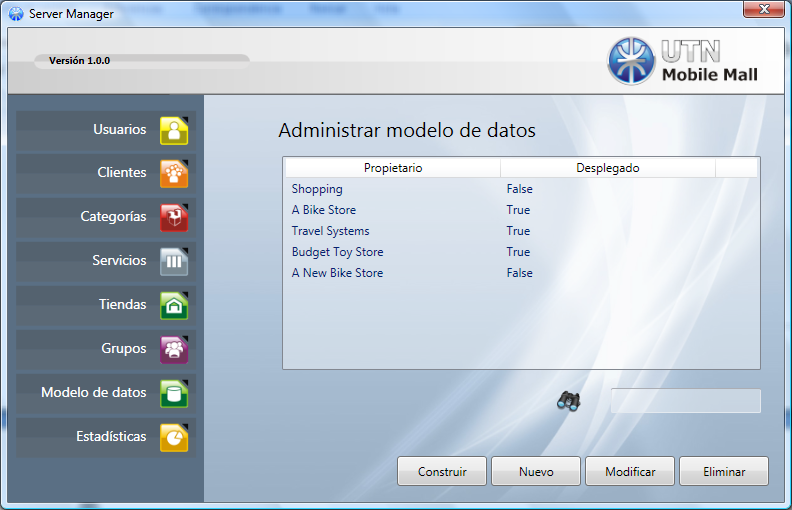 Server Manager
Versión 1.0.0
UTN
Mobile Mall
Usuarios
Clientes
Categorías
Servicios
Tiendas
Grupos
Modelo de datos
Estadísticas
Administrar modelo de datos
Propietario Desplegado
Shopping False
A Bike Store True
Travel Systems True
Budget Toy Store True
A New Bike Store False
Construir Nuevo Modificar Eliminar